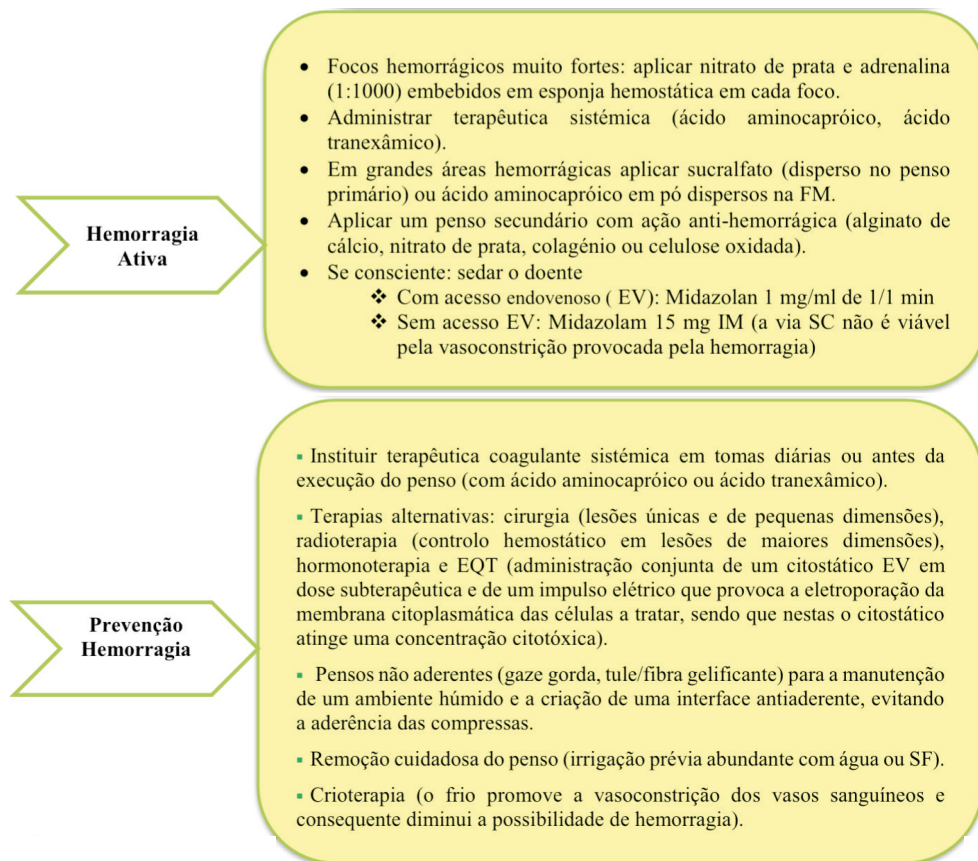 Hemorragia
Ativa
• Focos hemorrágicos muito fortes: aplicar nitrato de prata e adrenalina
(1:1000) embebidos em esponja hemostática em cada foco.
• Administrar terapêutica sistémica (ácido aminocapróico, ácido
tranexâmico).
• Em grandes áreas hemorrágicas aplicar sucralfato (disperso no penso
primário) ou ácido aminocapróico em pó dispersos na FM.
• Aplicar um penso secundário com ação anti-hemorrágica (alginato de
cálcio, nitrato de prata, colagénio ou celulose oxidada).
• Se consciente: sedar o doente
❖ Com acesso endovenoso ( EV): Midazolan 1 mg/ml de 1/1 min
❖ Sem acesso EV: Midazolam 15 mg IM (a via SC não é viável
pela vasoconstrição provocada pela hemorragia)
Prevenção
Hemorragia
▪ Instituir terapêutica coagulante sistémica em tomas diárias ou antes da
execução do penso (com ácido aminocapróico ou ácido tranexâmico).
▪ Terapias alternativas: cirurgia (lesões únicas e de pequenas dimensões),
radioterapia (controlo hemostático em lesões de maiores dimensões),
hormonoterapia e EQT (administração conjunta de um citostático EV em
dose subterapêutica e de um impulso elétrico que provoca a eletroporação da
membrana citoplasmática das células a tratar, sendo que nestas o citostático
atinge uma concentração citotóxica).
▪ Pensos não aderentes (gaze gorda, tule/fibra gelificante) para a manutenção
de um ambiente húmido e a criação de uma interface antiaderente, evitando
a aderência das compressas.
▪ Remoção cuidadosa do penso (irrigação prévia abundante com água ou SF).
▪ Crioterapia (o frio promove a vasoconstrição dos vasos sanguíneos e
consequente diminui a possibilidade de hemorragia).